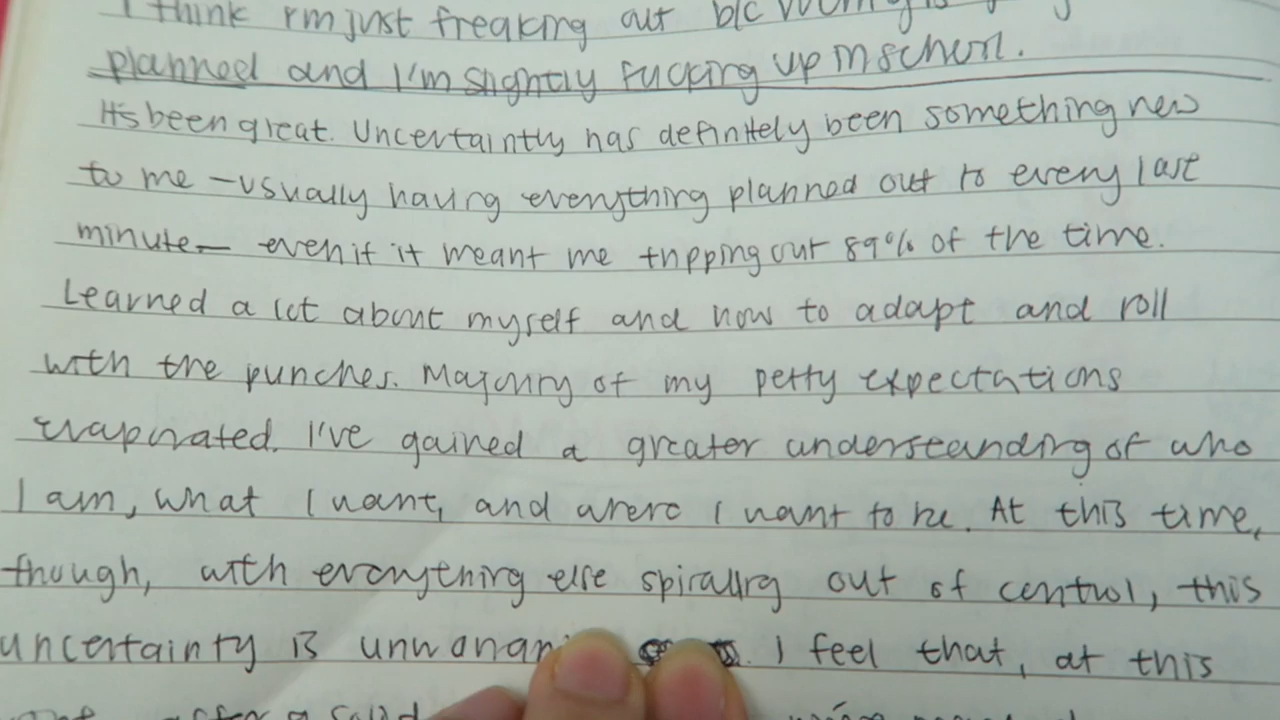 I think I'm just freaking out b/c
planned and I'm slightly fucking up in school.
It's been great. Uncertaintly has definitely been something new
to me - usually having everything planned out to every last
minute - even if it meant me tripping out 89% of the time.
Learned a lot about myself and how to adapt and roll
with the punches. Majority of my petty expectations
evaporated. I've gained a greater understanding of who
I am, what I want, and where I want to be. At this time,
though, with everything else spiraling out of control, this
uncertainty is I feel that, at this
after a solid